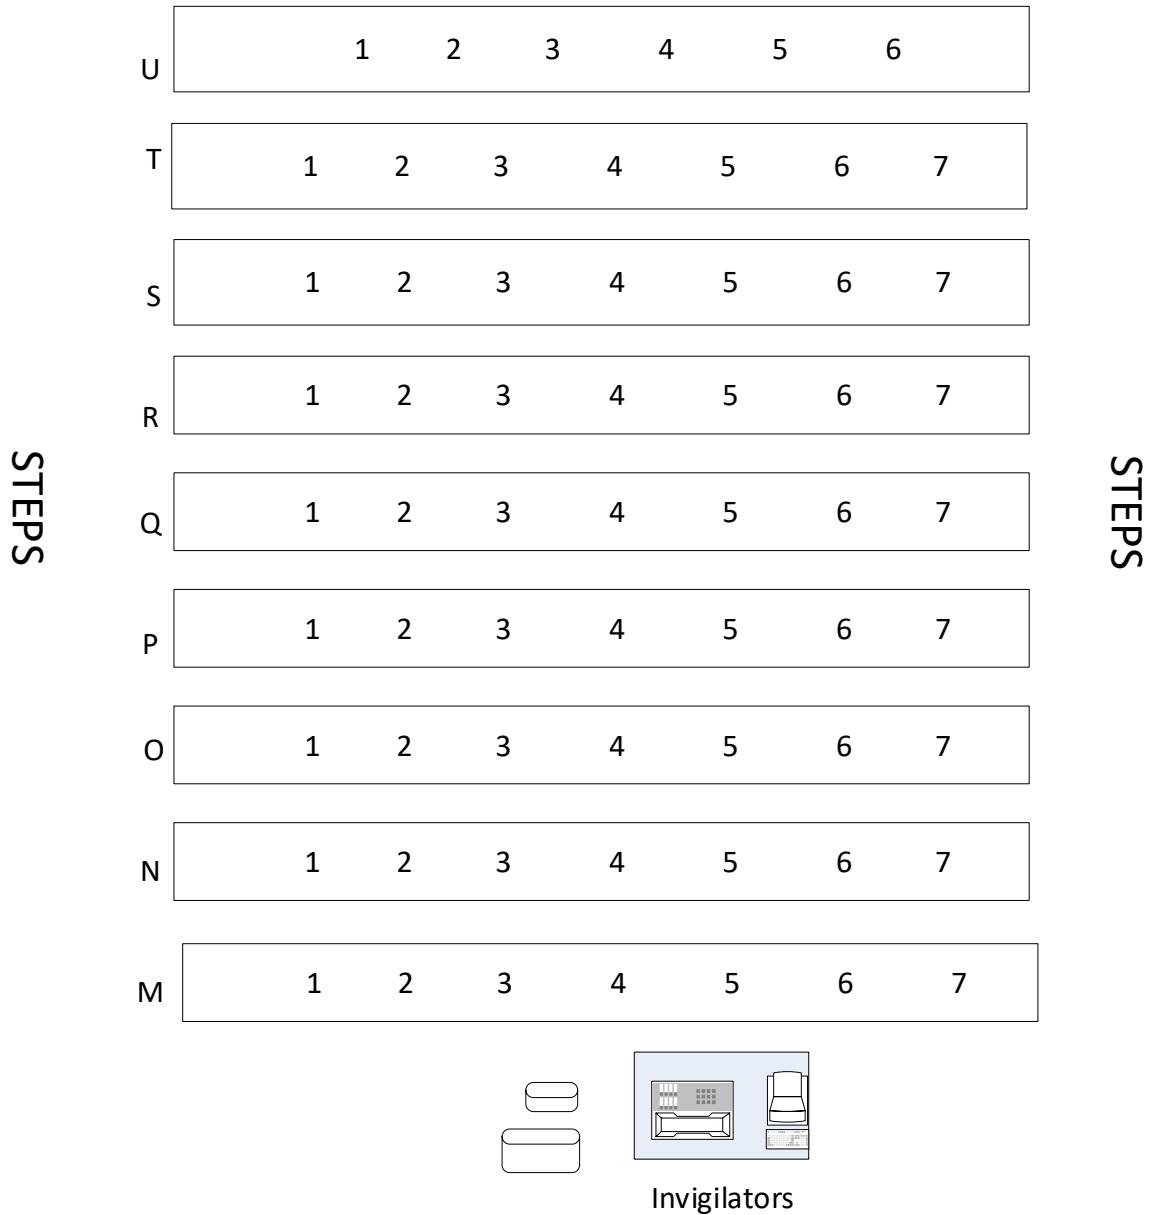 U 1 2 3 4 5 6
T 1 2 3 4 5 6 7
S 1 2 3 4 5 6 7
R 1 2 3 4 5 6 7
STEPS
STEPS
Q 1 2 3 4 5 6 7
P 1 2 3 4 5 6 7
O 1 2 3 4 5 6 7
N 1 2 3 4 5 6 7
M 1 2 3 4 5 6 7
Invigilators